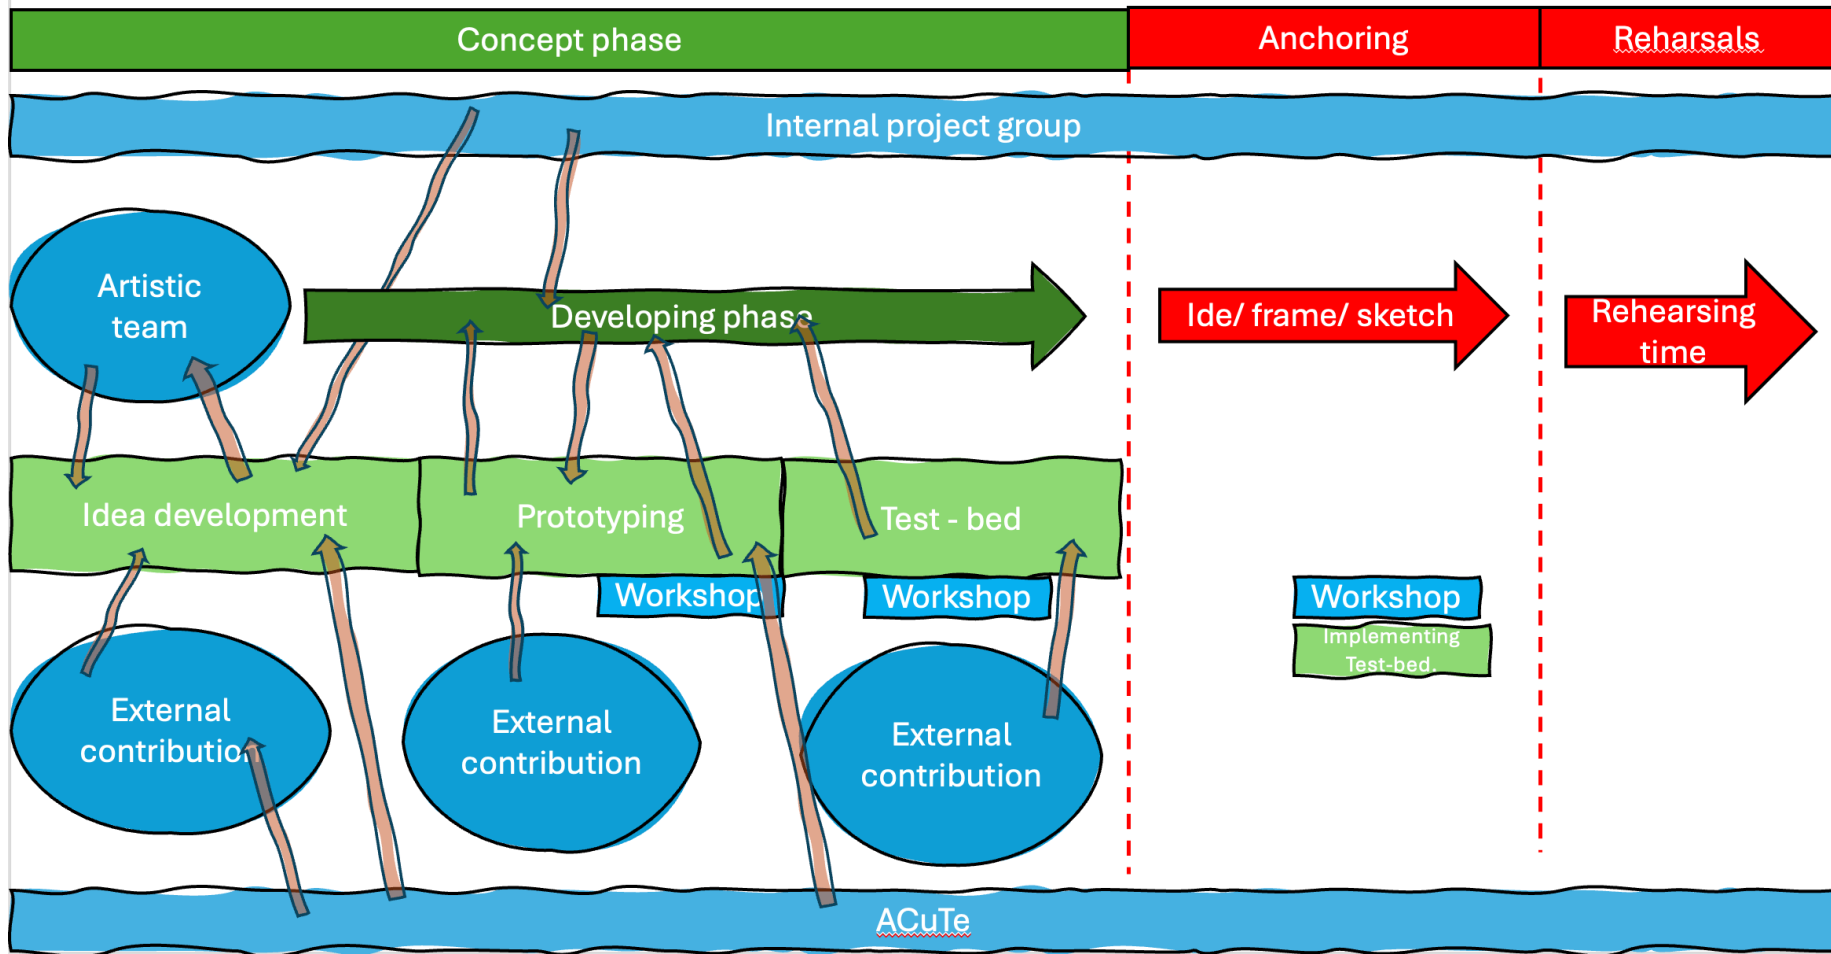 Concept phase
Anchoring
Reharsals
Internal project group
Artistic
team
Developing phase
Ide/ frame/ sketch
Rehearsing
time
Idea development
Prototyping
Test - bed
Workshop
Workshop
Workshop
Implementing
Test-bed.
External
contribution
External
contribution
External
contribution
ACuTe